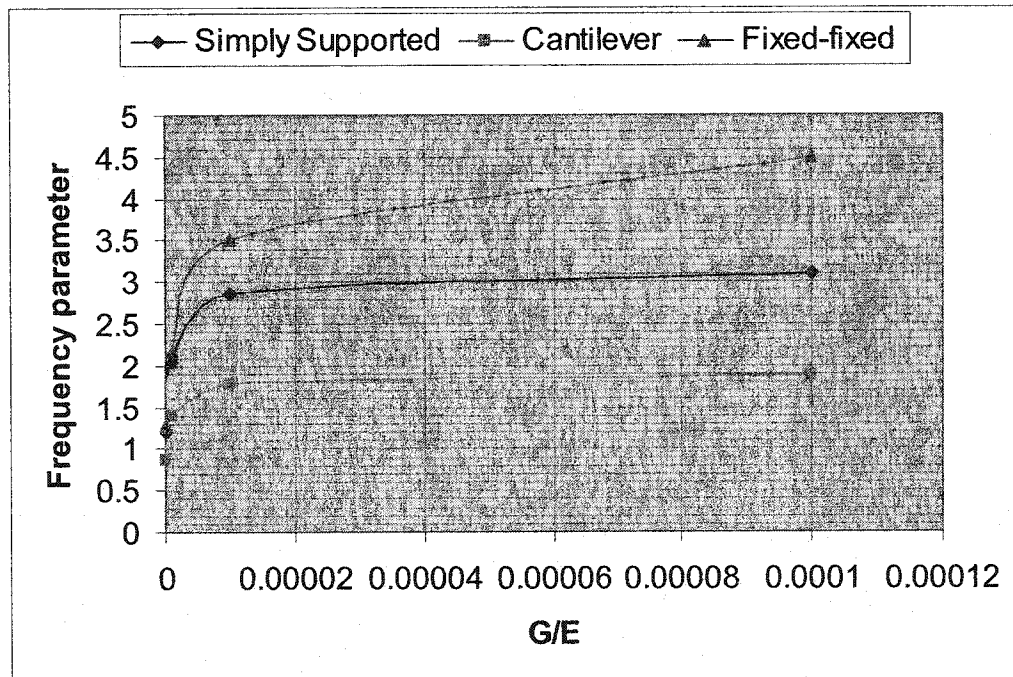 Simply Supported Cantilever Fixed-fixed
Frequency parameter
5
4.5
4
3.5
3
2.5
2
1.5
1
0.5
0
0 0.00002 0.00004 0.00006 0.00008 0.0001 0.00012
G/E